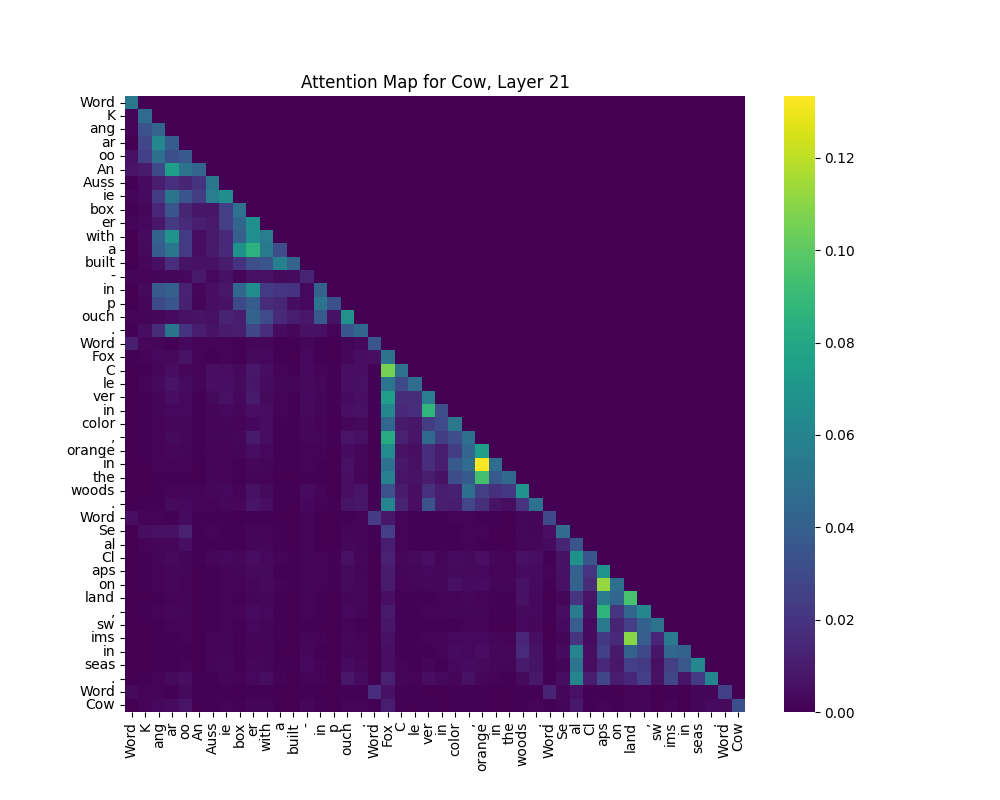 Attention Map for Cow, Layer 21
Word
K
ang
ar
oo
An
Auss
ie
box
er
with
a
built
-
in
p
ouch
.
Word
Fox
C
le
ver
in
color
,
orange
in
the
woods
.
Word
Se
al
Cl
aps
on
land
,
sw
ims
in
seas
.
Word
Cow
0.12
0.10
0.08
0.06
0.04
0.02
0.00
Word
K
ang
ar
oo
An
Auss
ie
box
er
with
a
built
-
in
p
ouch
.
Word
Fox
C
le
ver
in
color
,
orange
in
the
woods
.
Word
Se
al
Cl
aps
on
land
,
sw
ims
in
seas
.
Word
Cow